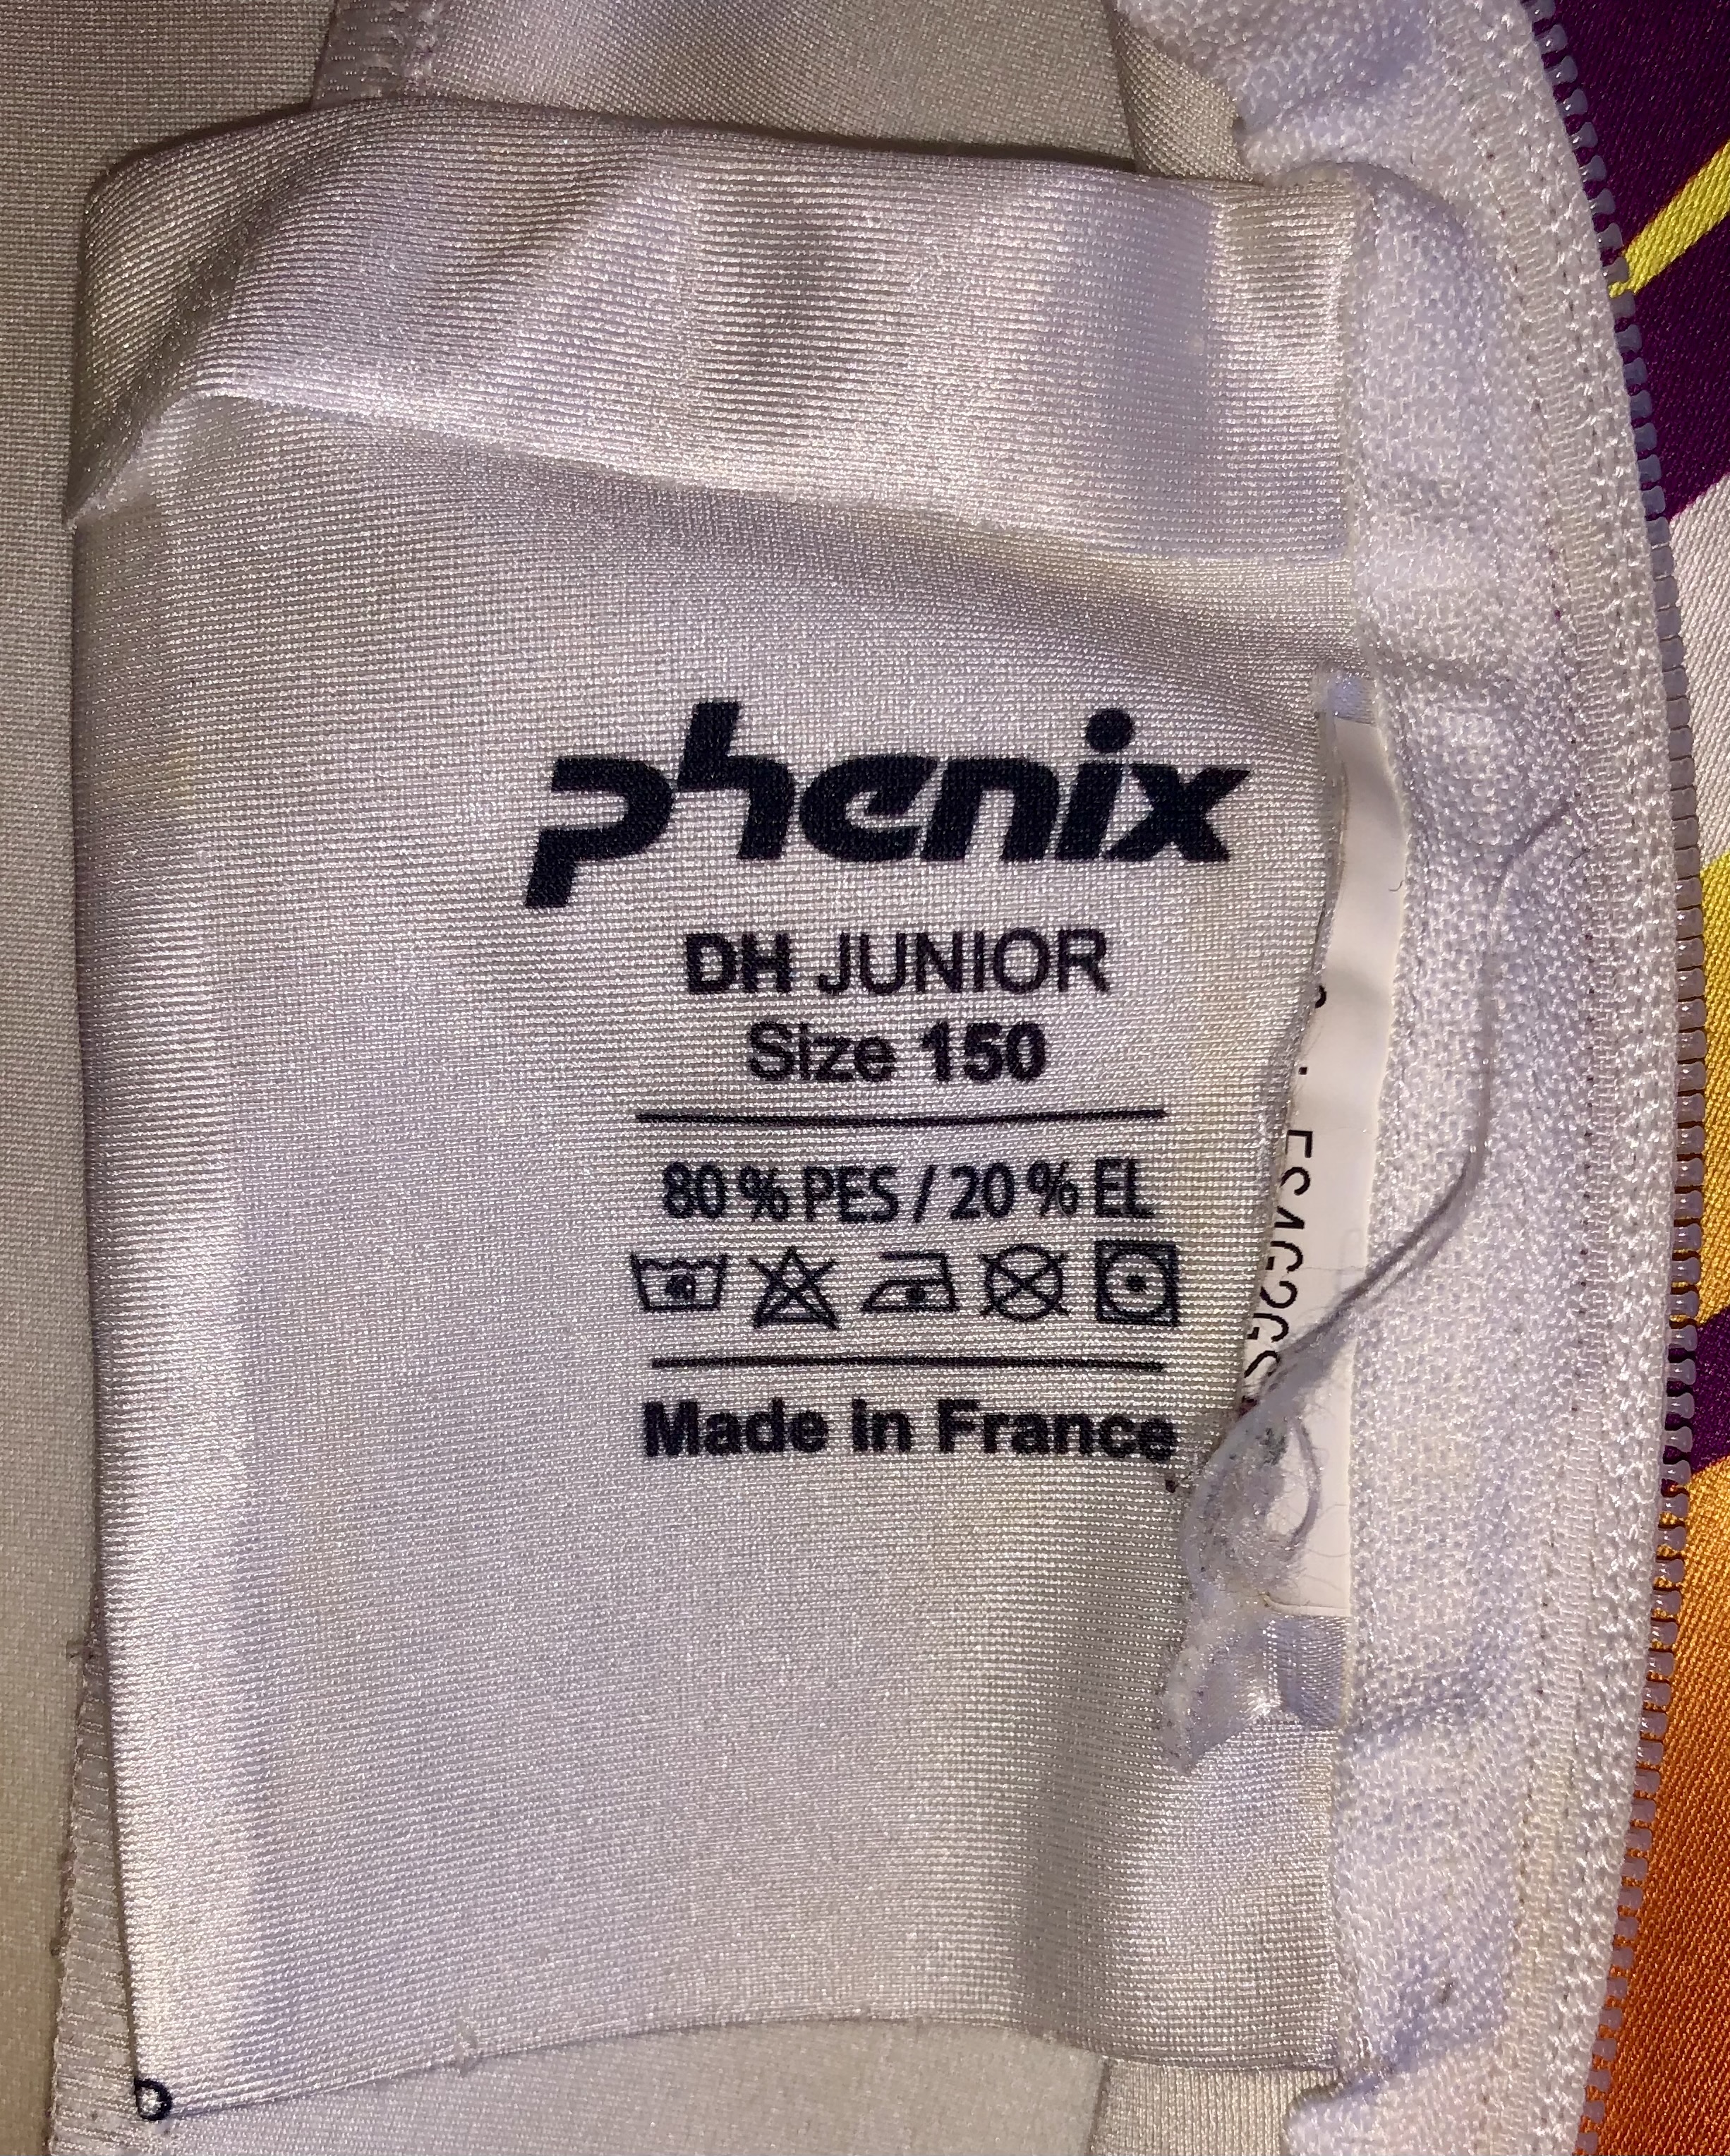 phenix
DH JUNIOR
Size 150
80 % PES / 20 % EL
Made in France